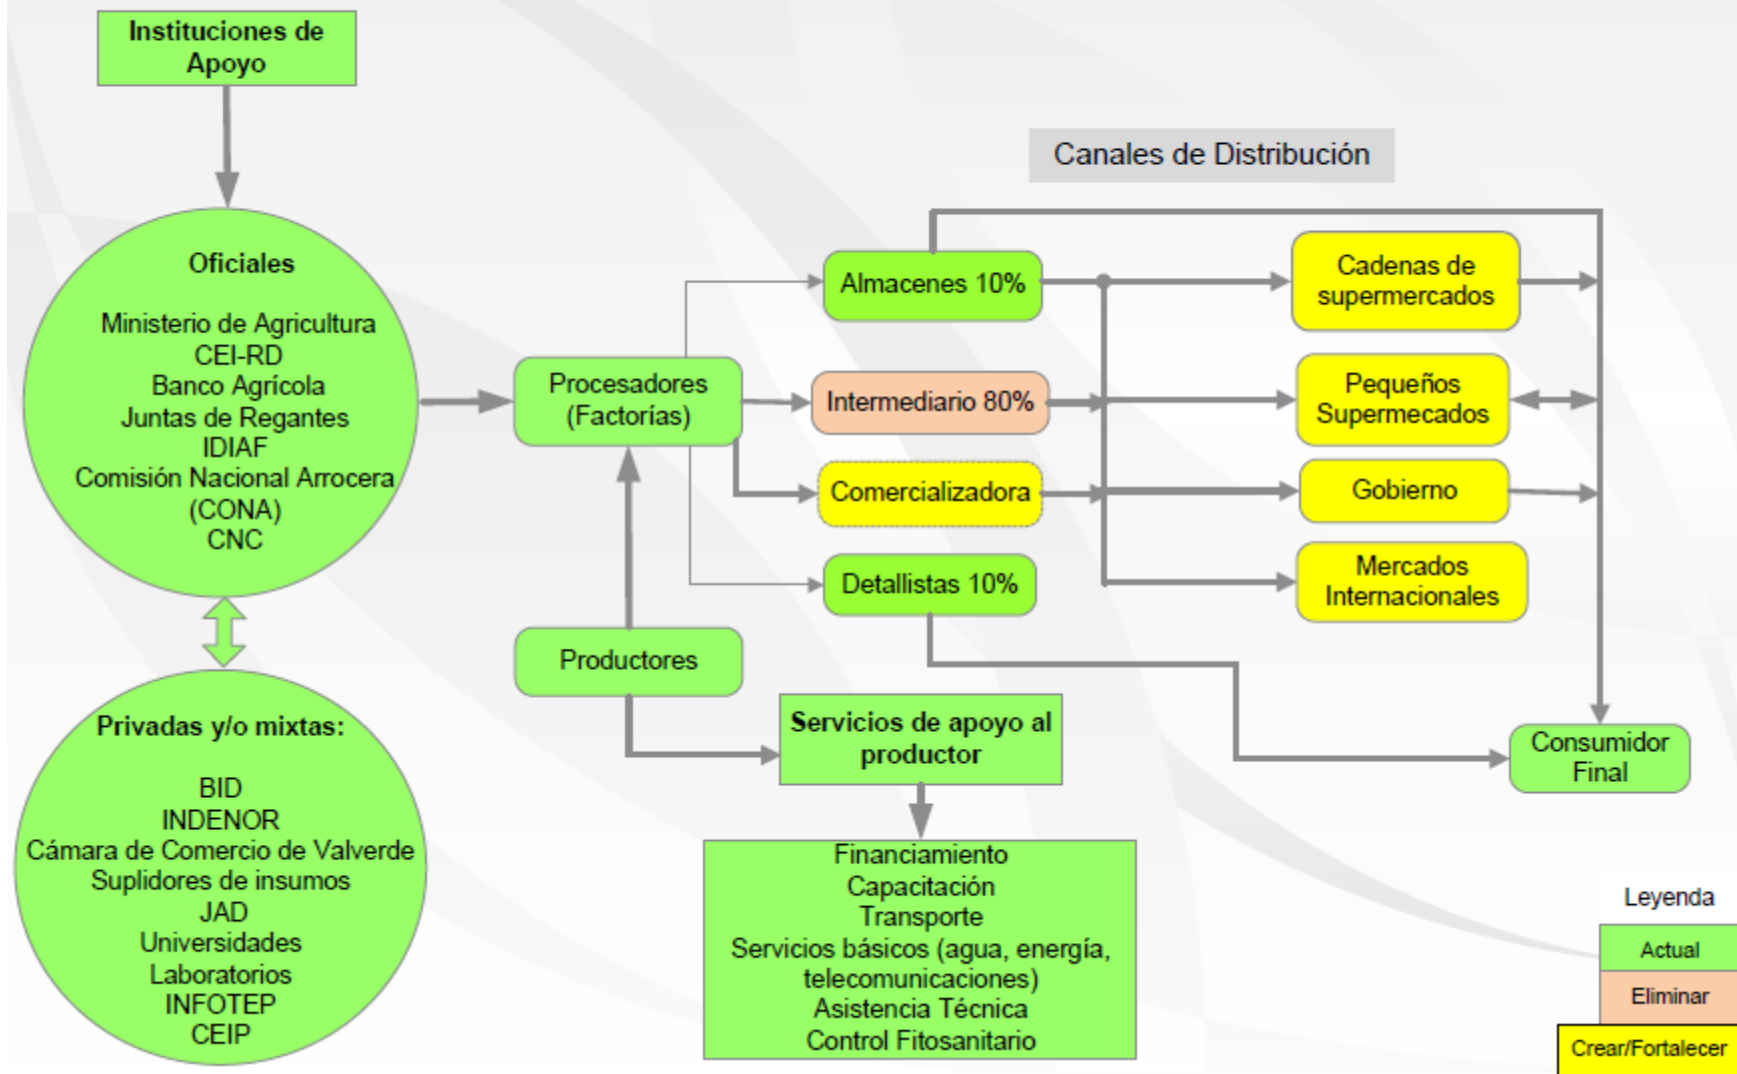 Instituciones de
Apoyo
Canales de Distribución
Oficiales
Ministerio de Agricultura
CEI-RD
Banco Agrícola
Juntas de Regantes
IDIAF
Comisión Nacional Arrocera
(CONA)
CNC
Privadas y/o mixtas:
BID
INDENOR
Cámara de Comercio de Valverde
Suplidores de insumos
JAD
Universidades
Laboratorios
INFOTEP
CEIP
Procesadores
(Factorías)
Productores
Almacenes 10%
Intermediario 80%
Comercializadora
Detallistas 10%
Servicios de apoyo al
productor
Financiamiento
Capacitación
Transporte
Servicios básicos (agua, energía,
telecomunicaciones)
Asistencia Técnica
Control Fitosanitario
Cadenas de
supermercados
Pequeños
Supermecados
Gobierno
Mercados
Internacionales
Consumidor
Final
Leyenda
Actual
Eliminar
Crear/Fortalecer